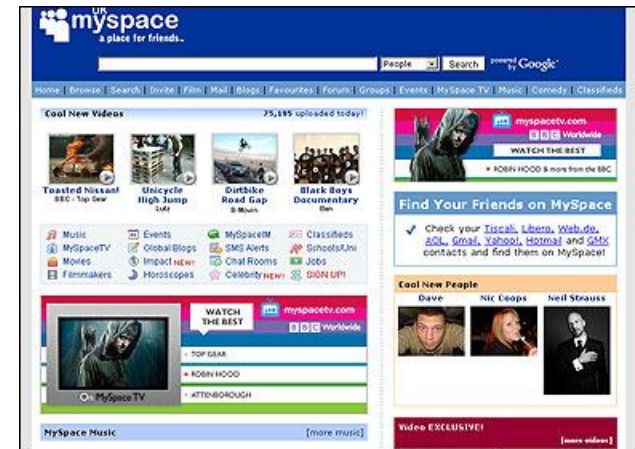 UK
myspace
a place for friends.
People Search powered by Google
Home | Browse | Search | Invite | Film | Mail | Blogs | Favourites | Forum | Groups | Events | MySpace TV | Music | Comedy | Classifieds
Cool New Videos 75,195 uploaded today!
Toasted Nissan!
BBC - Top Gear
Unicycle
High Jump
Lutz
Dirtbike
Road Gap
B-Movin
Black Boys
Documentary
Ben
Music Events MySpaceIM Classifieds
MySpaceTV Global Blogs SMS Alerts Schools/Uni
Movies Impact NEW! Chat Rooms Jobs
Filmmakers Horoscopes Celebrity NEW! SIGN UP!
WATCH
THE BEST
myspacetv.com
BBC Worldwide
TOP GEAR
ROBIN HOOD
ATTENBOROUGH
On MySpace TV
MySpace Music [more music]
myspacetv.com
BBC Worldwide
WATCH THE BEST
ROBIN HOOD & more from the BBC
Find Your Friends on MySpace
Check your Tiscali, Libero, Web.de,
AOL, Gmail, Yahoo!, Hotmail and GMX
contacts and find them on MySpace!
Cool New People
Dave
Nic Coops
Neil Strauss
Video EXCLUSIVE!
[more videos]